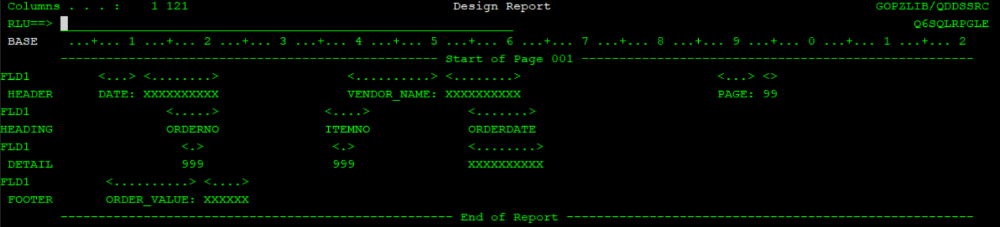 Columns . . . :    1 121                                    Design Report                                           GOPZLIB/QDDSSRC
RLU==>                                                                                                                   Q6SQLRPGLE
BASE    ...+... 1 ...+... 2 ...+... 3 ...+... 4 ...+... 5 ...+... 6 ...+... 7 ...+... 8 ...+... 9 ...+... 0 ...+... 1 ...+... 2
-------------------------------------------------- Start of Page 001 ----------------------------------------------------
FLD1         <...> <........>                 <..........> <........>                          <...> <>
HEADER      DATE: XXXXXXXXXX                 VENDOR_NAME: XXXXXXXXXX                          PAGE: 99
FLD1                  <.....>              <....>             <.......>
HEADING               ORDERNO              ITEMNO             ORDERDATE
FLD1                    <.>                 <.>               <........>
DETAIL                 999                 999               XXXXXXXXXX
FLD1          <..........> <....>
FOOTER       ORDER_VALUE: XXXXXX
---------------------------------------------------- End of Report ------------------------------------------------------